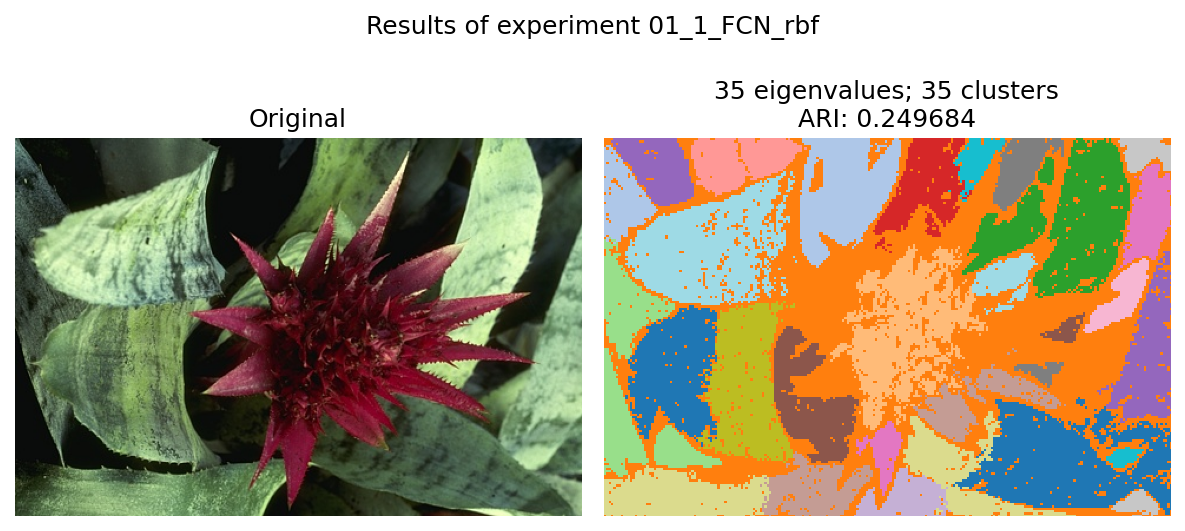 Results of experiment 01_1_FCN_rbf
Original
35 eigenvalues; 35 clusters
ARI: 0.249684